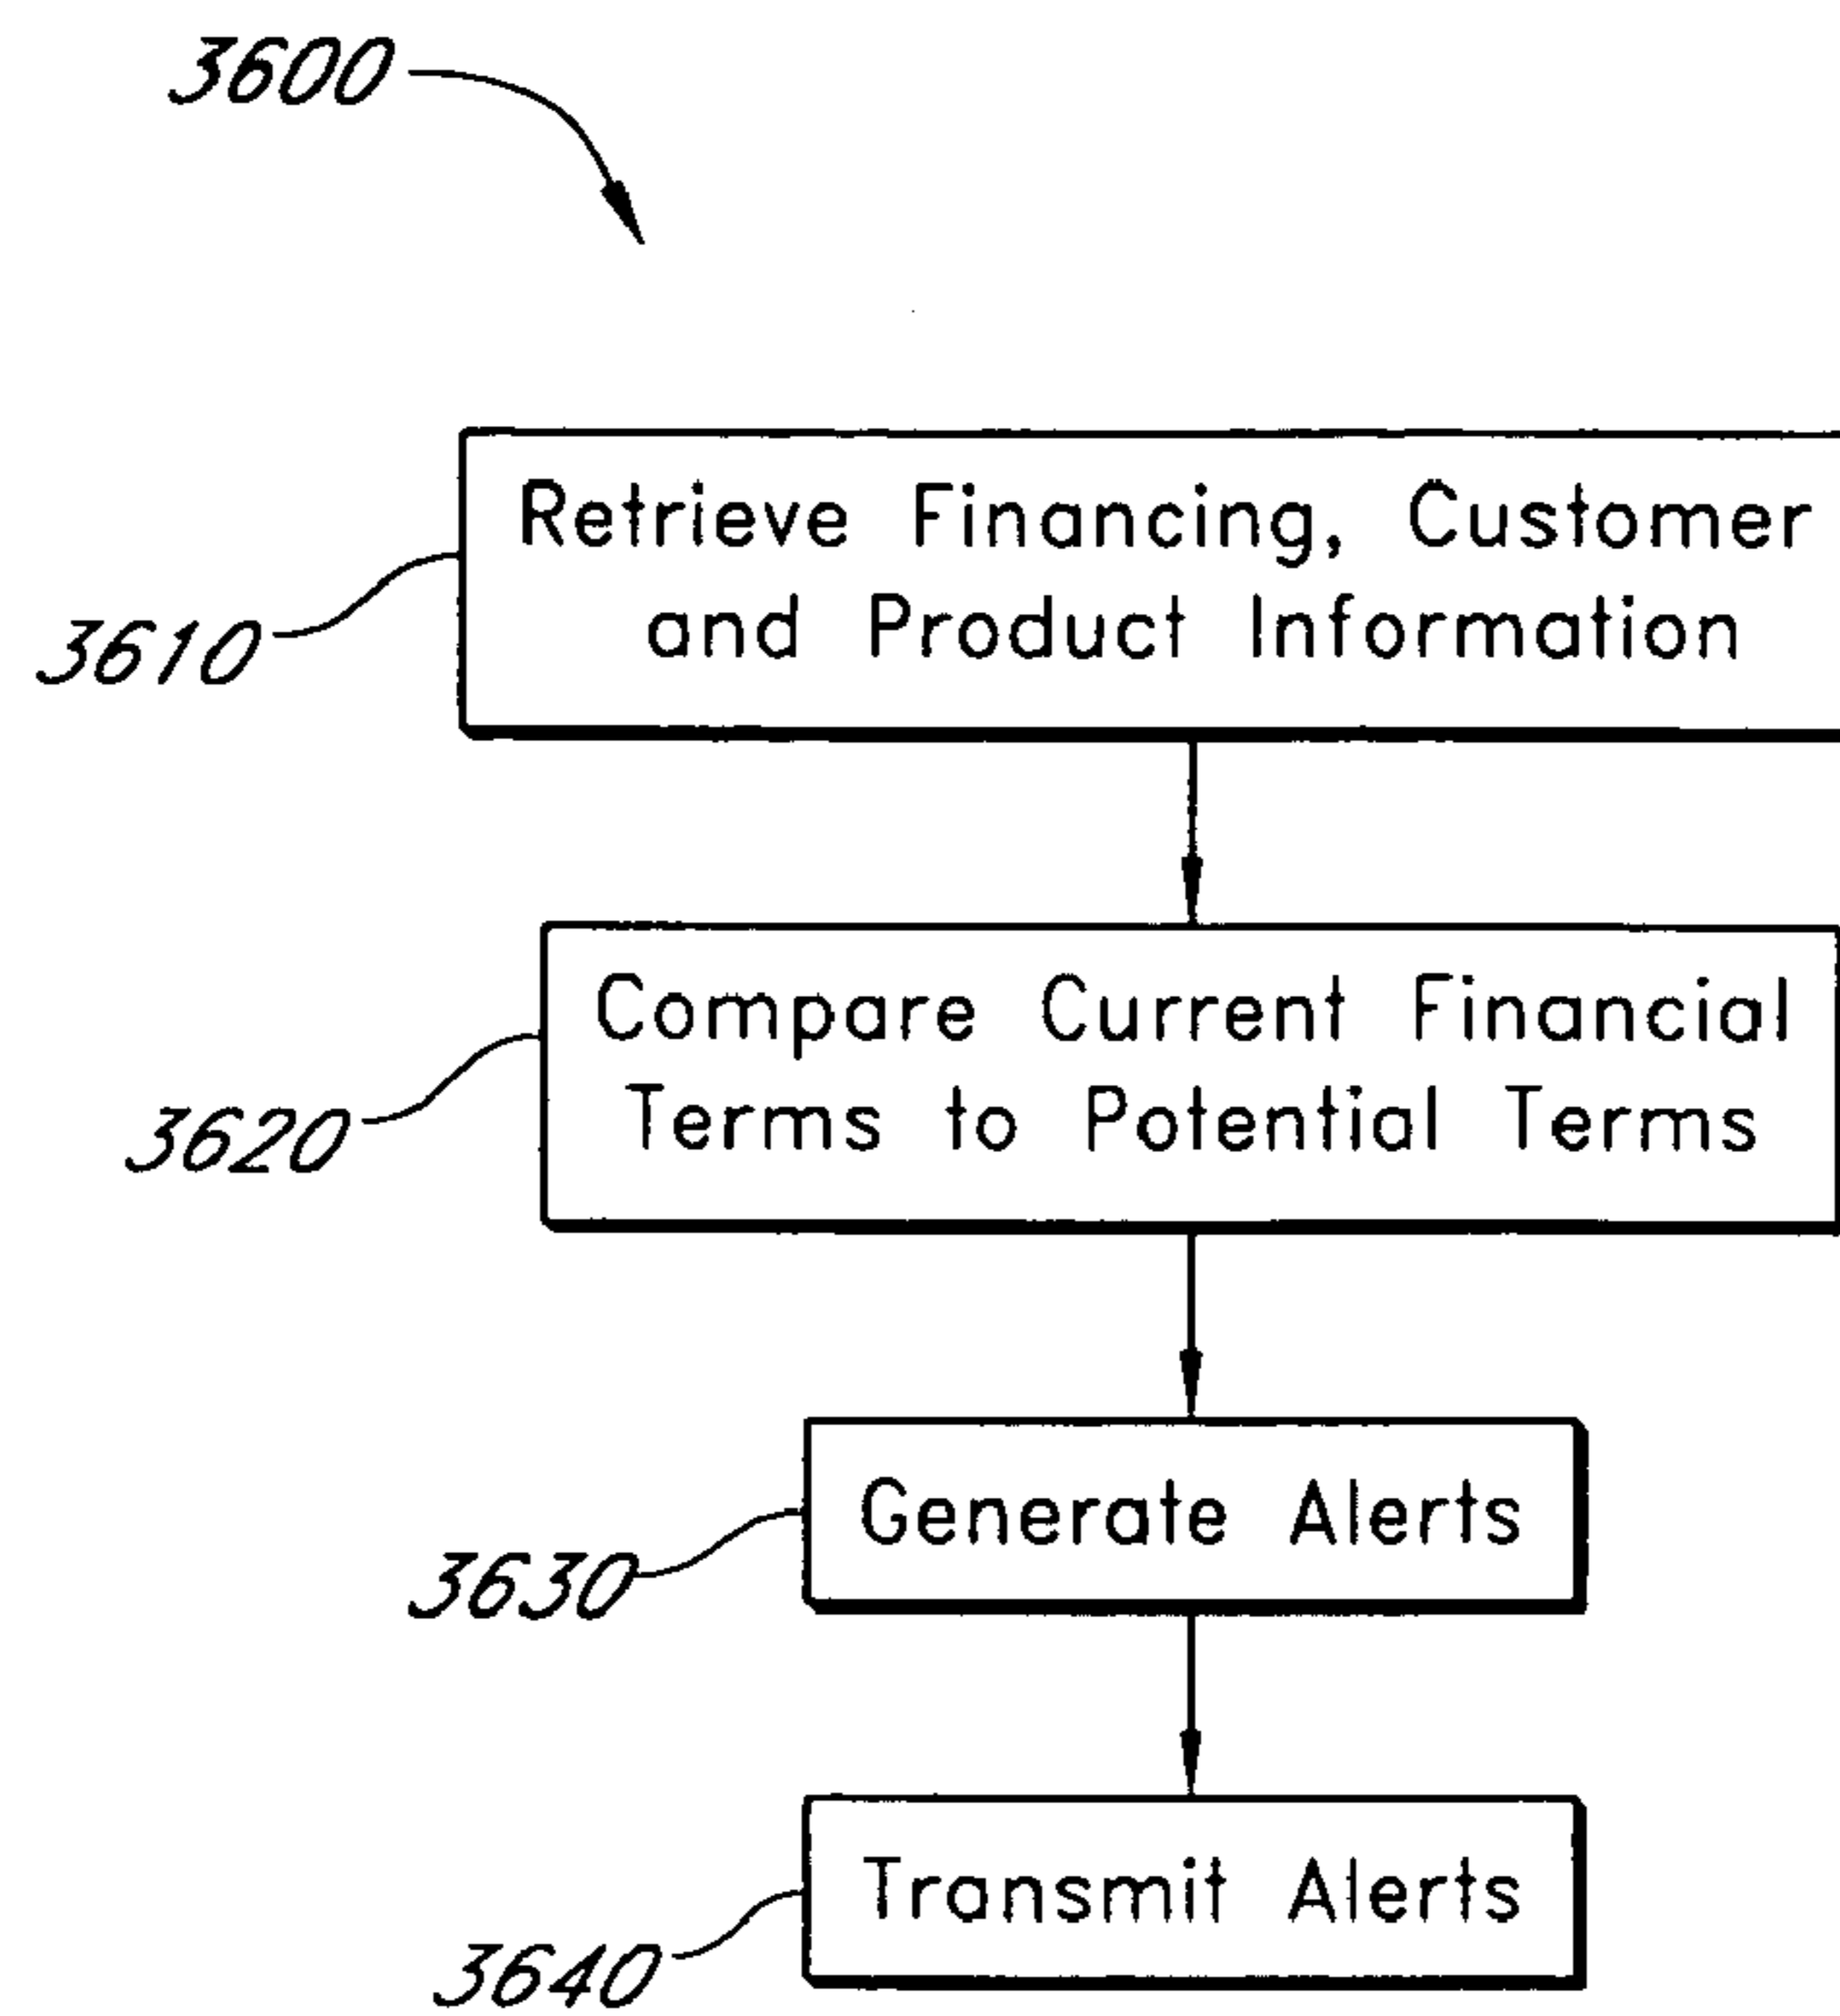 3600
Retrieve Financing, Customer
and Product Information
3610
Compare Current Financial
Terms to Potential Terms
3620
Generate Alerts
3630
Transmit Alerts
3640